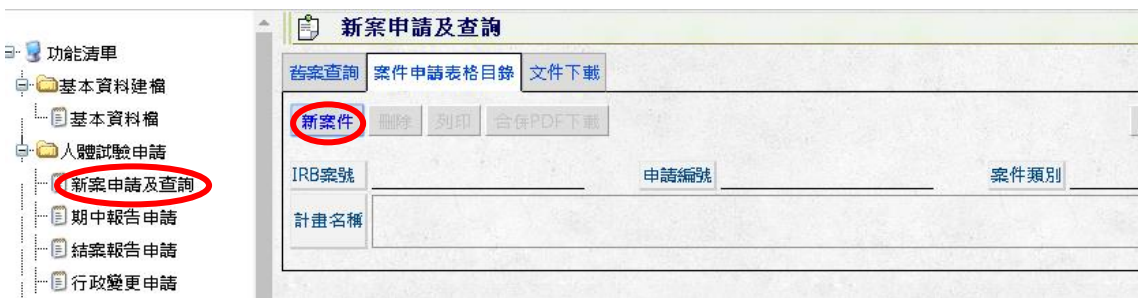 功能清單
基本資料建檔
基本資料檔
人體試驗申請
新案申請及查詢
期中報告申請
結案報告申請
行政變更申請
新案申請及查詢
舊案查詢 案件申請表格目錄 文件下載
新案件 刪除 列印 合併PDF下載
IRB案號 申請編號 案件類別
計畫名稱